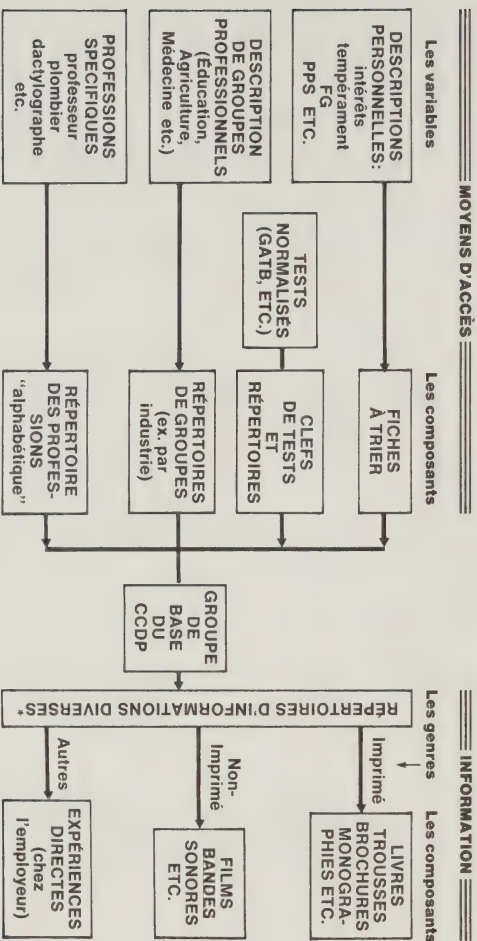 MOYENS D'ACCÈS
Les variables
Les composants
DESCRIPTIONS
PERSONNELLES:
intérêts
tempérament
FG
PPS ETC.
FICHES
À TRIER
TESTS
NORMALISÉS
(GATB, ETC.)
CLEFS
DE TESTS
ET
RÉPERTOIRES
DESCRIPTION
DE GROUPES
PROFESSIONNELS
(Éducation,
Agriculture,
Médecine etc.)
RÉPERTOIRES
DE GROUPES
(ex. par
industrie)
PROFESSIONS
SPECIFIQUES
professeur
plombier
dactylographe
etc.
RÉPERTOIRE
DES PROFES-
SIONS
"alphabétique"
GROUPE
DE
BASE
DU
CCDP
INFORMATION
Les genres
Les composants
RÉPERTOIRES D'INFORMATIONS DIVERSES*
Imprimé
LIVRES
TROUSSES
BROCHURES
MONOGRA-
PHIES ETC.
Non-
Imprimé
FILMS
BANDES
SONORES
ETC.
Autres
EXPÉRIENCES
DIRECTES
(chez
l'employeur)